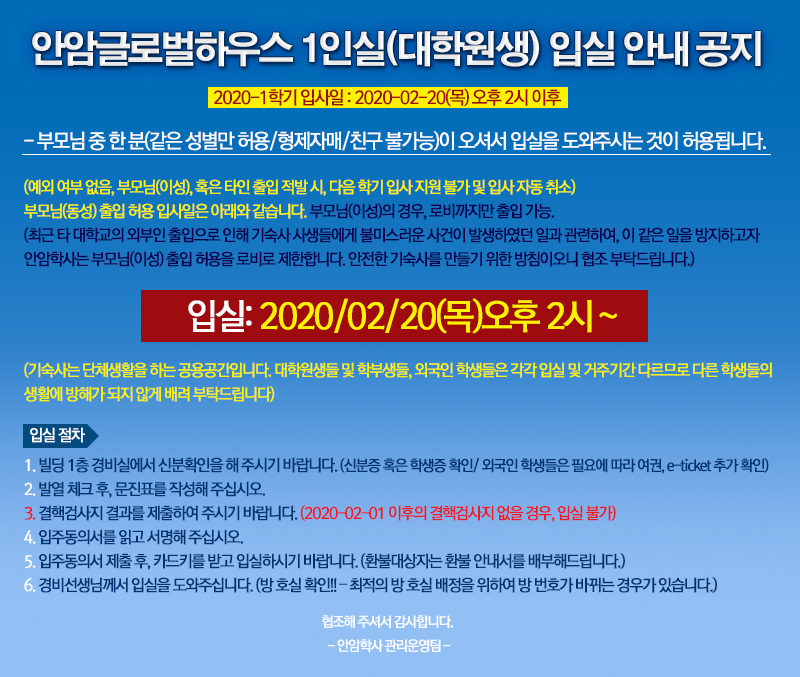 안암글로벌하우스 1인실(대학원생) 입실 안내 공지
2020-1학기 입사일 : 2020-02-20(목) 오후 2시 이후
- 부모님 중 한 분(같은 성별만 허용/형제자매/친구 불가능)이 오셔서 입실을 도와주시는 것이 허용됩니다.
(예외 여부 없음, 부모님(이성), 혹은 타인 출입 적발 시, 다음 학기 입사 지원 불가 및 입사 자동 취소)
부모님(동성) 출입 허용 입사일은 아래와 같습니다. 부모님(이성)의 경우, 로비까지만 출입 가능.
(최근 타 대학교의 외부인 출입으로 인해 기숙사 사생들에게 불미스러운 사건이 발생하였던 일과 관련하여, 이 같은 일을 방지하고자
안암학사는 부모님(이성) 출입 허용을 로비로 제한합니다. 안전한 기숙사를 만들기 위한 방침이오니 협조 부탁드립니다.)
입실: 2020/02/20(목)오후 2시 ~
(기숙사는 단체생활을 하는 공용공간입니다. 대학원생들 및 학부생들, 외국인 학생들은 각각 입실 및 거주기간 다르므로 다른 학생들의
생활에 방해가 되지 않게 배려 부탁드립니다)
입실 절차
1. 빌딩 1층 경비실에서 신분확인을 해 주시기 바랍니다. (신분증 혹은 학생증 확인/ 외국인 학생들은 필요에 따라 여권, e-ticket 추가 확인)
2. 발열 체크 후, 문진표를 작성해 주십시오.
3. 결핵검사지 결과를 제출하여 주시기 바랍니다. (2020-02-01 이후의 결핵검사지 없을 경우, 입실 불가)
4. 입주동의서를 읽고 서명해 주십시오.
5. 입주동의서 제출 후, 카드키를 받고 입실하시기 바랍니다. (환불대상자는 환불 안내서를 배부해드립니다.)
6. 경비선생님께서 입실을 도와주십니다. (방 호실 확인!! – 최적의 방 호실 배정을 위하여 방 번호가 바뀌는 경우가 있습니다.)
협조해 주셔서 감사합니다.
- 안암학사 관리운영팀 -